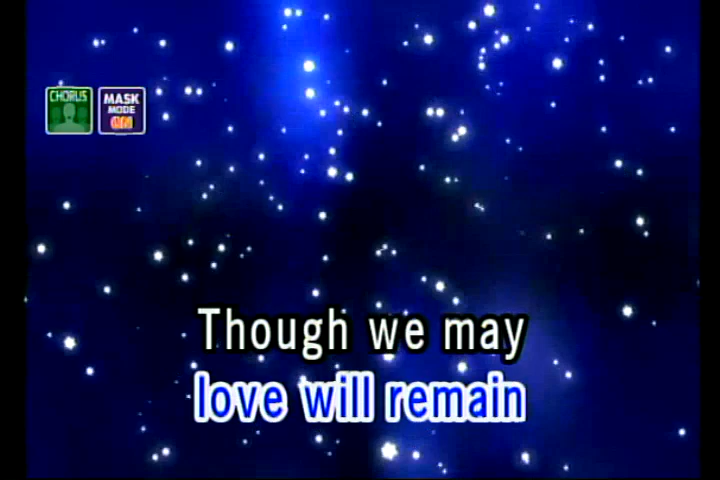 CHORUS
MASK
MODE
ON
Though we may
love will remain